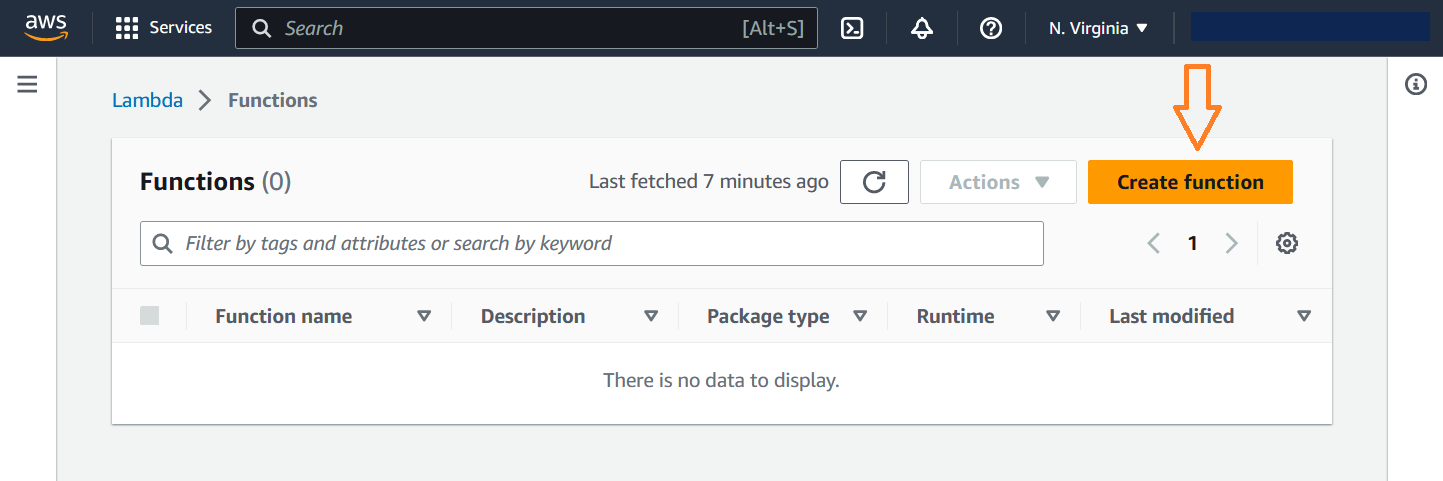 aws Services Search [Alt+S] N. Virginia
Lambda Functions
Functions (0) Last fetched 7 minutes ago Actions Create function
Filter by tags and attributes or search by keyword 1
Function name Description Package type Runtime Last modified
There is no data to display.